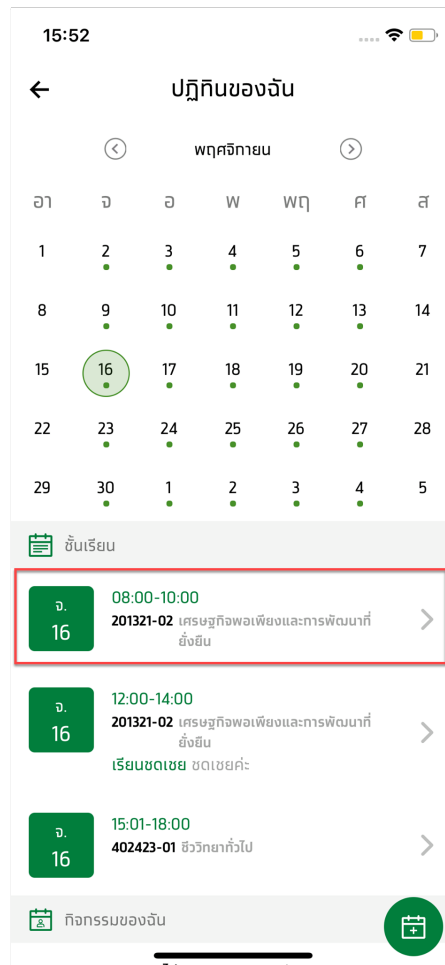 15:52
ปฏิทินของฉัน
พฤศจิกายน
อา จ อ พ พฤ ศ ส
1 2 3 4 5 6 7
8 9 10 11 12 13 14
15 16 17 18 19 20 21
22 23 24 25 26 27 28
29 30 1 2 3 4 5
ชั้นเรียน
08:00-10:00
จ.
16
201321-02 เศรษฐกิจพอเพียงและการพัฒนาที่
ยั่งยืน
12:00-14:00
จ.
16
201321-02 เศรษฐกิจพอเพียงและการพัฒนาที่
ยั่งยืน
เรียนชดเชย ชดเชยค่ะ
15:01-18:00
จ.
16
402423-01 ชีววิทยาทั่วไป
กิจกรรมของฉัน